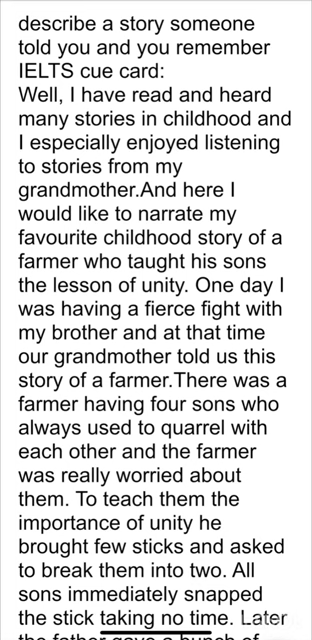 describe a story someone
told you and you remember
IELTS cue card:
Well, I have read and heard
many stories in childhood and
I especially enjoyed listening
to stories from my
grandmother.And here I
would like to narrate my
favourite childhood story of a
farmer who taught his sons
the lesson of unity. One day I
was having a fierce fight with
my brother and at that time
our grandmother told us this
story of a farmer.There was a
farmer having four sons who
always used to quarrel with
each other and the farmer
was really worried about
them. To teach them the
importance of unity he
brought few sticks and asked
to break them into two. All
sons immediately snapped
the stick taking no time. Later
the father gave a bunch of